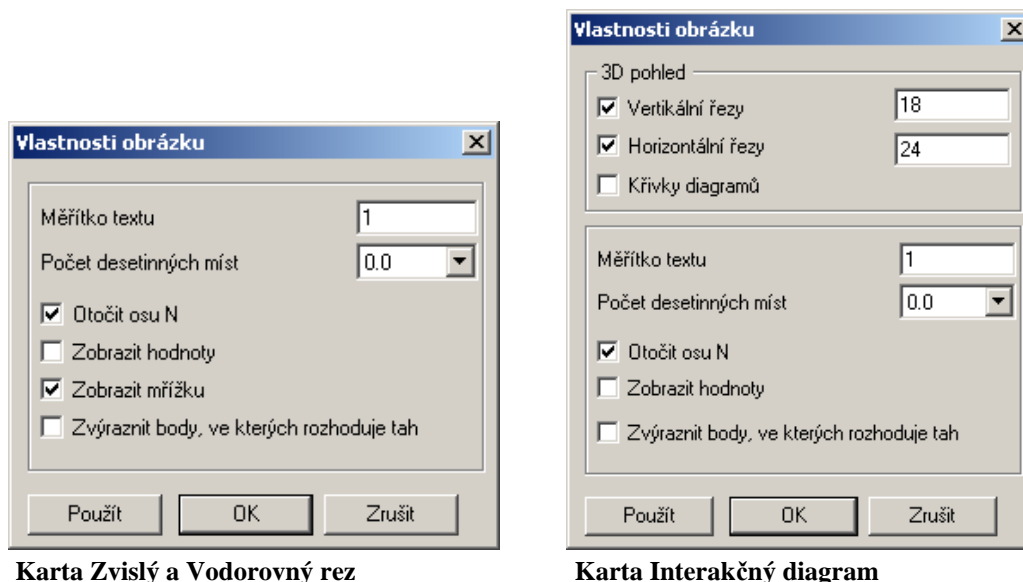 Vlastnosti obrázku
Měřítko textu
1
Počet desetinných míst
0.0
Otočit osu N
Zobrazit hodnoty
Zobrazit mřížku
Zvýraznit body, ve kterých rozhoduje tah
Použít
OK
Zrušit
Karta Zvislý a Vodorovný rez
Vlastnosti obrázku
3D pohled
Vertikální řezy
18
Horizontální řezy
24
Křivky diagramů
Měřítko textu
1
Počet desetinných míst
0.0
Otočit osu N
Zobrazit hodnoty
Zvýraznit body, ve kterých rozhoduje tah
Použít
OK
Zrušit
Karta Interakčný diagram